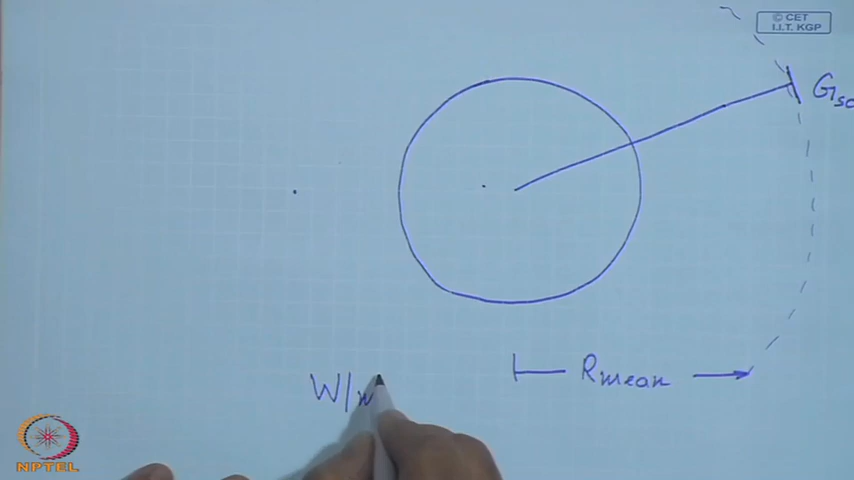 © CET
I.I.T. KGP
Gsc
Rmean
W/m
NPTEL